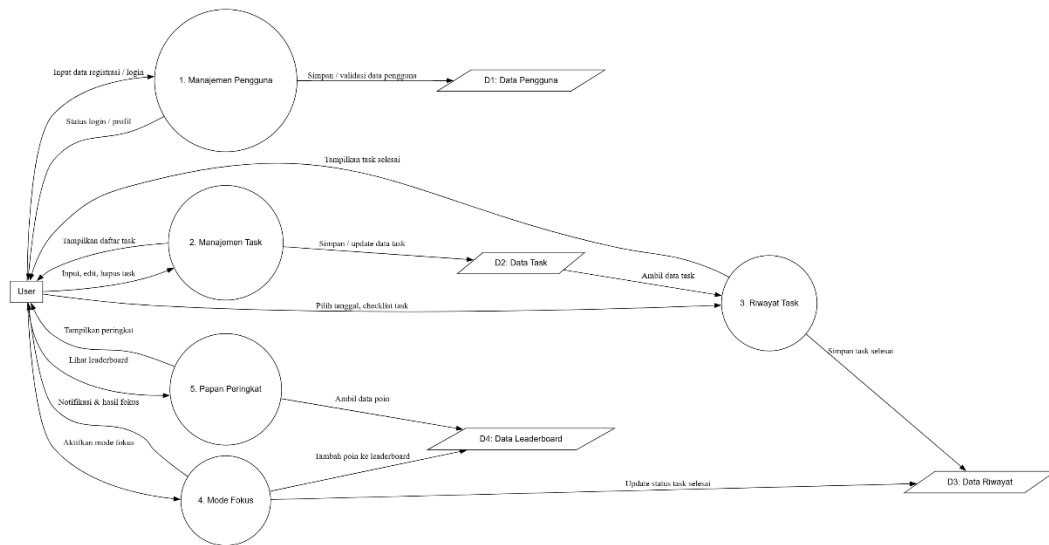 Input data registrasi / login
1. Manajemen Pengguna
Simpan / validasi data pengguna
D1: Data Pengguna
Status login / profil
Tampilkan task selesai
Tampilkan daftar task
2. Manajemen Task
Simpan / update data task
D2: Data Task
Ambil data task
Input, edit, hapus task
User
Pilih tanggal, checklist task
3. Riwayat Task
Tampilkan peringkat
Lihat leaderboard
5. Papan Peringkat
Simpan task selesai
Notifikasi & hasil fokus
Ambil data poin
D4: Data Leaderboard
Aktifkan mode fokus
Tambah poin ke leaderboard
4. Mode Fokus
Update status task selesai
D3: Data Riwayat